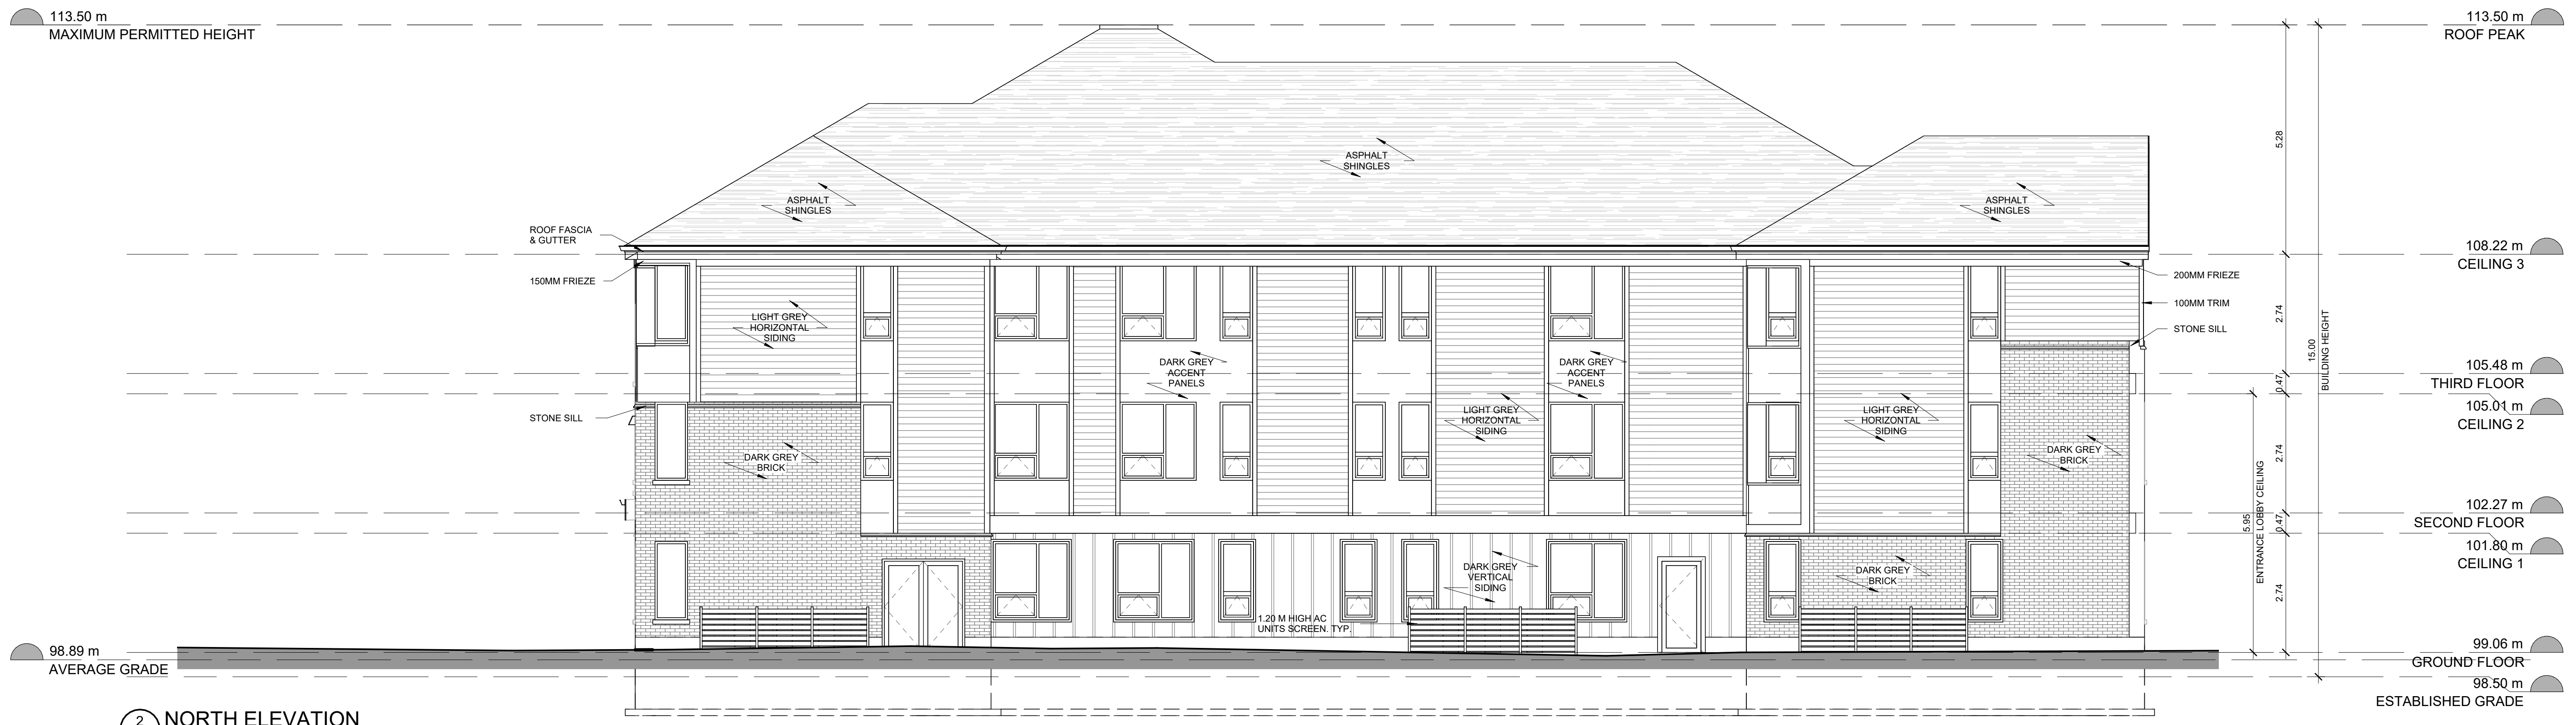 113.50 m
MAXIMUM PERMITTED HEIGHT
113.50 m
ROOF PEAK
5.28
ASPHALT
SHINGLES
ASPHALT
SHINGLES
ASPHALT
SHINGLES
ROOF FASCIA
& GUTTER
150MM FRIEZE
108.22 m
CEILING 3
200MM FRIEZE
100MM TRIM
STONE SILL
2.74
LIGHT GREY
HORIZONTAL
SIDING
DARK GREY
ACCENT
PANELS
DARK GREY
ACCENT
PANELS
15.00
BUILDING HEIGHT
105.48 m
THIRD FLOOR
0.47
105.01 m
CEILING 2
STONE SILL
LIGHT GREY
HORIZONTAL
SIDING
LIGHT GREY
HORIZONTAL
SIDING
DARK GREY
BRICK
DARK GREY
BRICK
2.74
5.95
ENTRANCE LOBBY CEILING
102.27 m
SECOND FLOOR
0.47
101.80 m
CEILING 1
DARK GREY
VERTICAL
SIDING
DARK GREY
BRICK
2.74
1.20 M HIGH AC
UNITS SCREEN. TYP.
98.89 m
AVERAGE GRADE
99.06 m
GROUND FLOOR
98.50 m
ESTABLISHED GRADE
2
NORTH ELEVATION